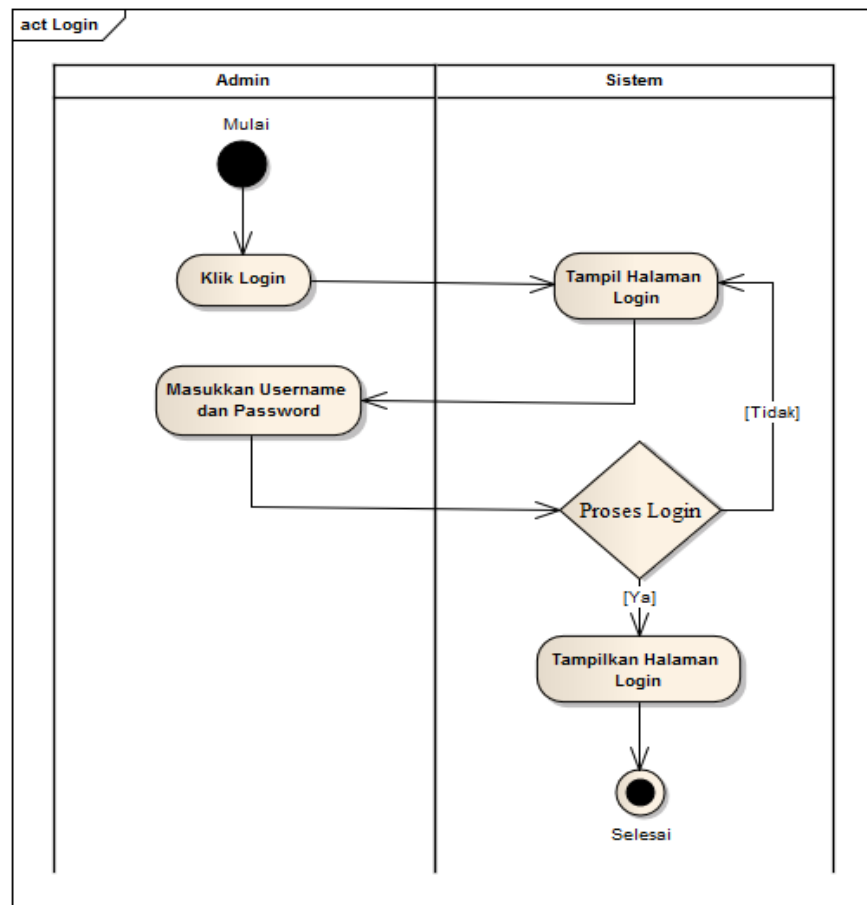 act Login
Admin
Sistem
Mulai
Klik Login
Tampil Halaman
Login
Masukkan Username
dan Password
[Tidak]
Proses Login
[Ya]
Tampilkan Halaman
Login
Selesai